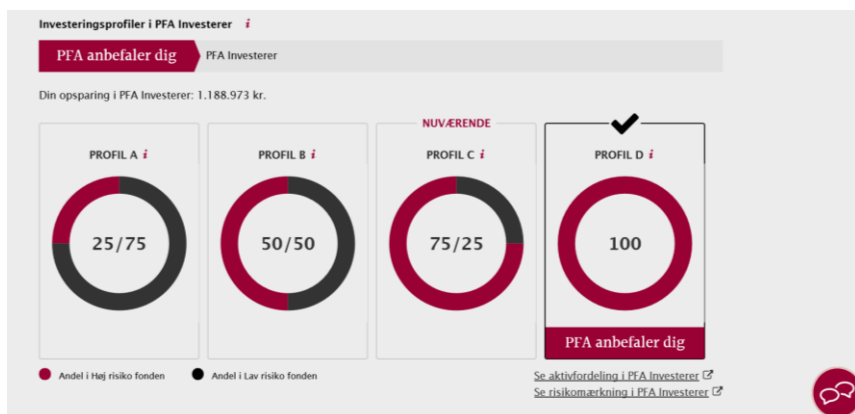 Investeringsprofiler i PFA Investerer i
PFA anbefaler dig
PFA Investerer
Din opsparing i PFA Investerer: 1.188.973 kr.
NUVÆRENDE
PROFIL A i
PROFIL B i
PROFIL C i
PROFIL D i
25/75
50/50
75/25
100
PFA anbefaler dig
Andel i Høj risiko fonden
Andel i Lav risiko fonden
Se aktivfordeling i PFA Investerer
Se risikomærkning i PFA Investerer